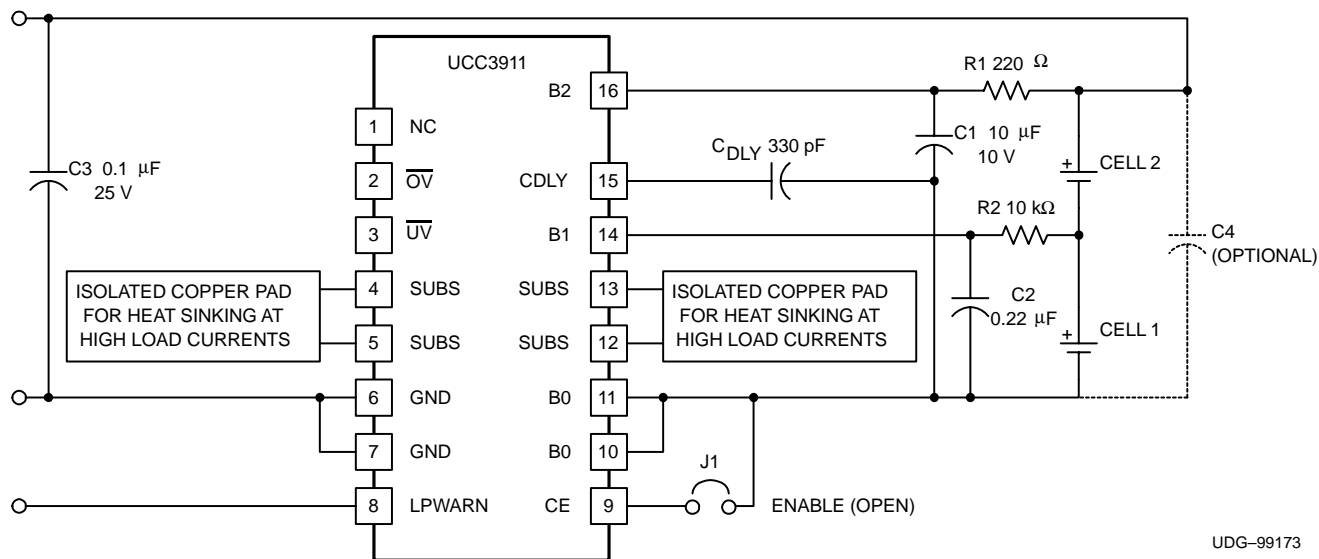 UCC3911
R1 220 Ω
B2
16
1
NC
C1 10 μF
10 V
C3 0.1 μF
25 V
CDLY 330 pF
CELL 2
+
2
OV
CDLY
15
R2 10 kΩ
3
UV
B1
14
C4
(OPTIONAL)
ISOLATED COPPER PAD
FOR HEAT SINKING AT
HIGH LOAD CURRENTS
4
SUBS
SUBS
13
ISOLATED COPPER PAD
FOR HEAT SINKING AT
HIGH LOAD CURRENTS
C2
0.22 μF
+
CELL 1
5
SUBS
SUBS
12
6
GND
B0
11
7
GND
B0
10
J1
8
LPWARN
CE
9
ENABLE (OPEN)
UDG–99173